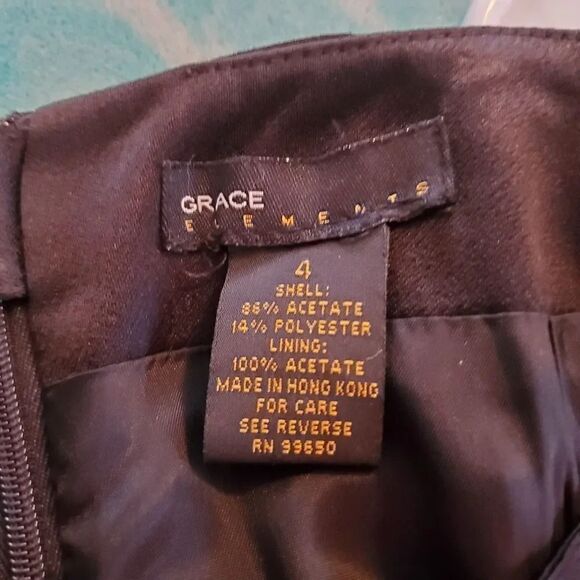 GRACE
ELEMENTS
4
SHELL:
86% ACETATE
14% POLYESTER
LINING:
100% ACETATE
MADE IN HONG KONG
FOR CARE
SEE REVERSE
RN 99650